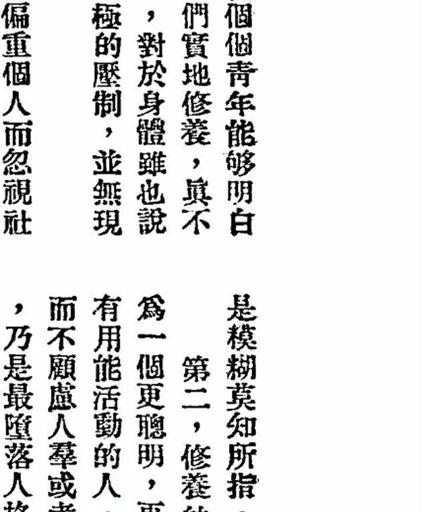 個個靑年能够明白
們實地修養，眞不
，對於身體雖也說
極的壓制，並無現
偏重個人而忽視社
是模糊莫知所指。
第二，修養的
爲一個更聰明，更
有用能活動的人，
而不顧慮人羣或者
，乃是最墮落人格